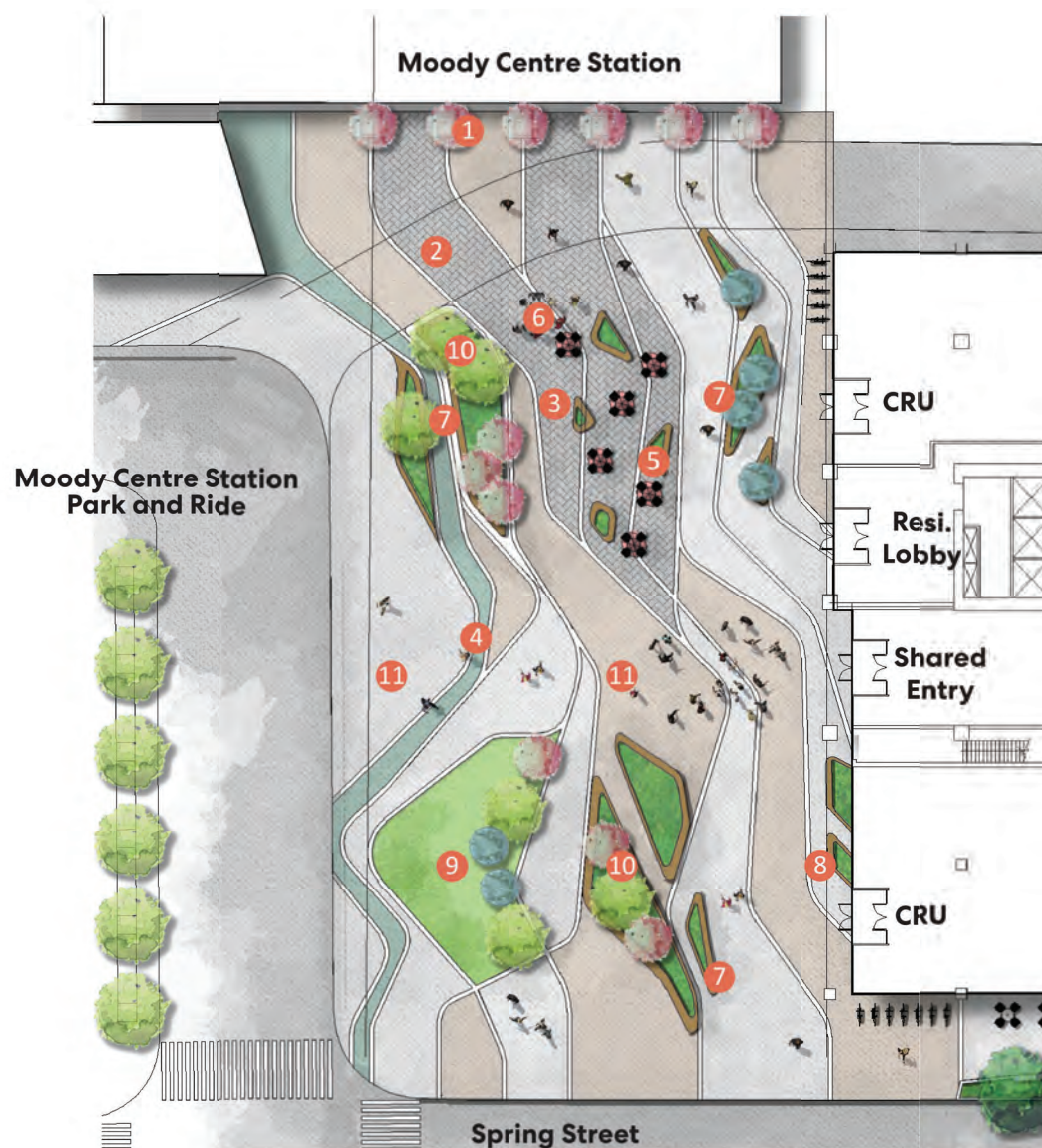 Moody Centre Station
1
2
6
10
3
7
7
CRU
5
Moody Centre Station
Park and Ride
Resi.
Lobby
4
11
11
Shared
Entry
9
10
8
CRU
7
Spring Street